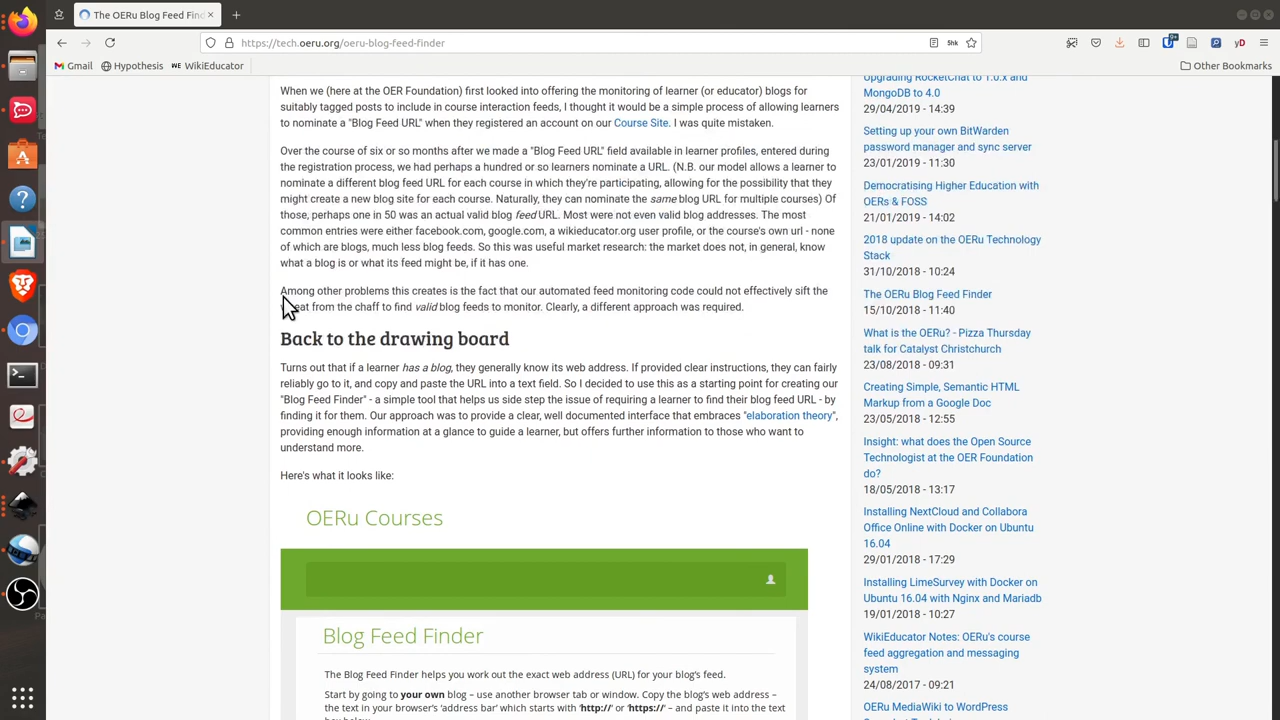 The OERu Blog Feed Find
https://tech.oeru.org/oeru-blog-feed-finder
5hk
Gmail
Hypothesis
WikiEducator
Other Bookmarks
When we (here at the OER Foundation) first looked into offering the monitoring of learner (or educator) blogs for
suitably tagged posts to include in course interaction feeds, I thought it would be a simple process of allowing learners
to nominate a "Blog Feed URL" when they registered an account on our Course Site. I was quite mistaken.
Over the course of six or so months after we made a "Blog Feed URL" field available in learner profiles, entered during
the registration process, we had perhaps a hundred or so learners nominate a URL. (N.B. our model allows a learner to
nominate a different blog feed URL for each course in which they're participating, allowing for the possibility that they
might create a new blog site for each course. Naturally, they can nominate the same blog URL for multiple courses) Of
those, perhaps one in 50 was an actual valid blog feed URL. Most were not even valid blog addresses. The most
common entries were either facebook.com, google.com, a wikieducator.org user profile, or the course's own url - none
of which are blogs, much less blog feeds. So this was useful market research: the market does not, in general, know
what a blog is or what its feed might be, if it has one.
Among other problems this creates is the fact that our automated feed monitoring code could not effectively sift the
from the chaff to find valid blog feeds to monitor. Clearly, a different approach was required.
Back to the drawing board
Turns out that if a learner has a blog, they generally know its web address. If provided clear instructions, they can fairly
reliably go to it, and copy and paste the URL into a text field. So I decided to use this as a starting point for creating our
"Blog Feed Finder" - a simple tool that helps us side step the issue of requiring a learner to find their blog feed URL - by
finding it for them. Our approach was to provide a clear, well documented interface that embraces "elaboration theory",
providing enough information at a glance to guide a learner, but offers further information to those who want to
understand more.
Here's what it looks like:
OERu Courses
Blog Feed Finder
The Blog Feed Finder helps you work out the exact web address (URL) for your blog's feed.
Start by going to your own blog – use another browser tab or window. Copy the blog's web address –
the text in your browser's 'address bar' which starts with 'http://' or 'https://' – and paste it into the text
Upgrading RocketChat to 1.0.x and
MongoDB to 4.0
29/04/2019 - 14:39
Setting up your own BitWarden
password manager and sync server
23/01/2019 - 11:30
Democratising Higher Education with
OERs & FOSS
21/01/2019 - 14:02
2018 update on the OERu Technology
Stack
31/10/2018 - 10:24
The OERu Blog Feed Finder
15/10/2018 - 11:40
What is the OERu? - Pizza Thursday
talk for Catalyst Christchurch
23/08/2018 - 09:31
Creating Simple, Semantic HTML
Markup from a Google Doc
23/05/2018 - 12:55
Insight: what does the Open Source
Technologist at the OER Foundation
do?
18/05/2018 - 13:17
Installing NextCloud and Collabora
Office Online with Docker on Ubuntu
16.04
29/01/2018 - 17:29
Installing LimeSurvey with Docker on
Ubuntu 16.04 with Nginx and Mariadb
19/01/2018 - 10:27
WikiEducator Notes: OERu's course
feed aggregation and messaging
system
24/08/2017 - 09:21
OERu MediaWiki to WordPress